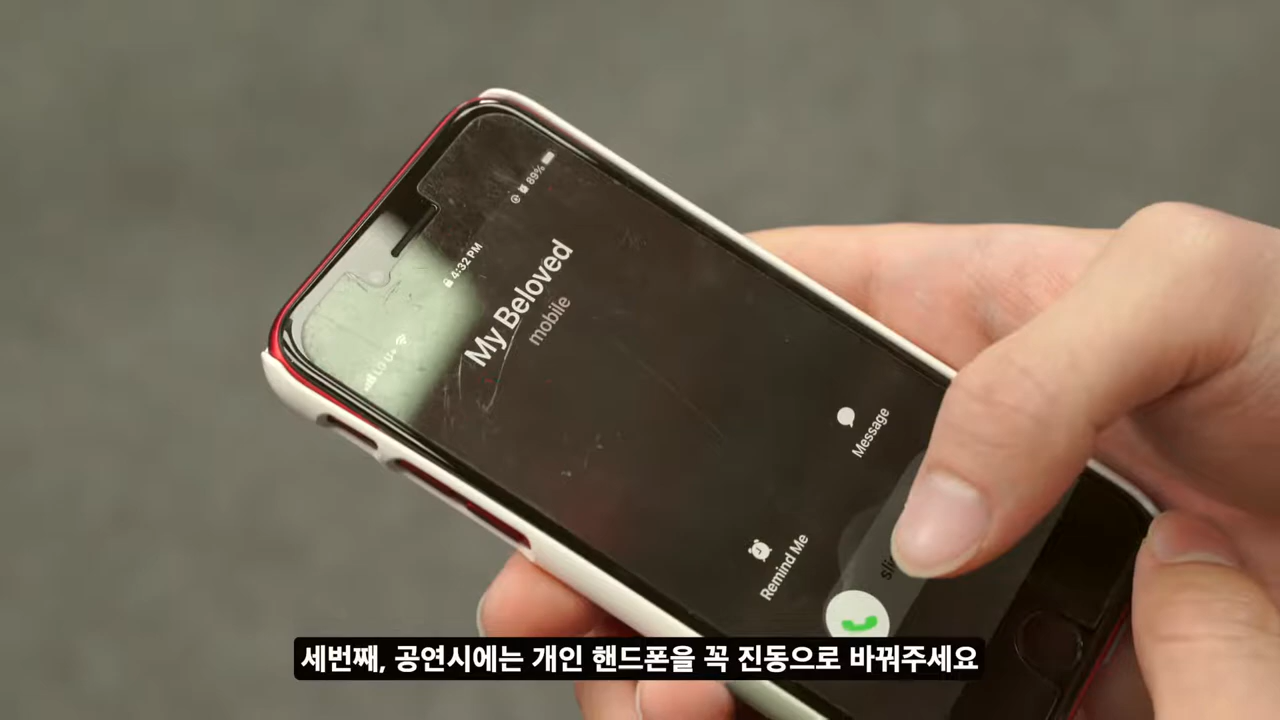 89%
4:32 PM
LG U+
My Beloved
mobile
Message
Remind Me
세번째, 공연시에는 개인 핸드폰을 꼭 진동으로 바꿔주세요